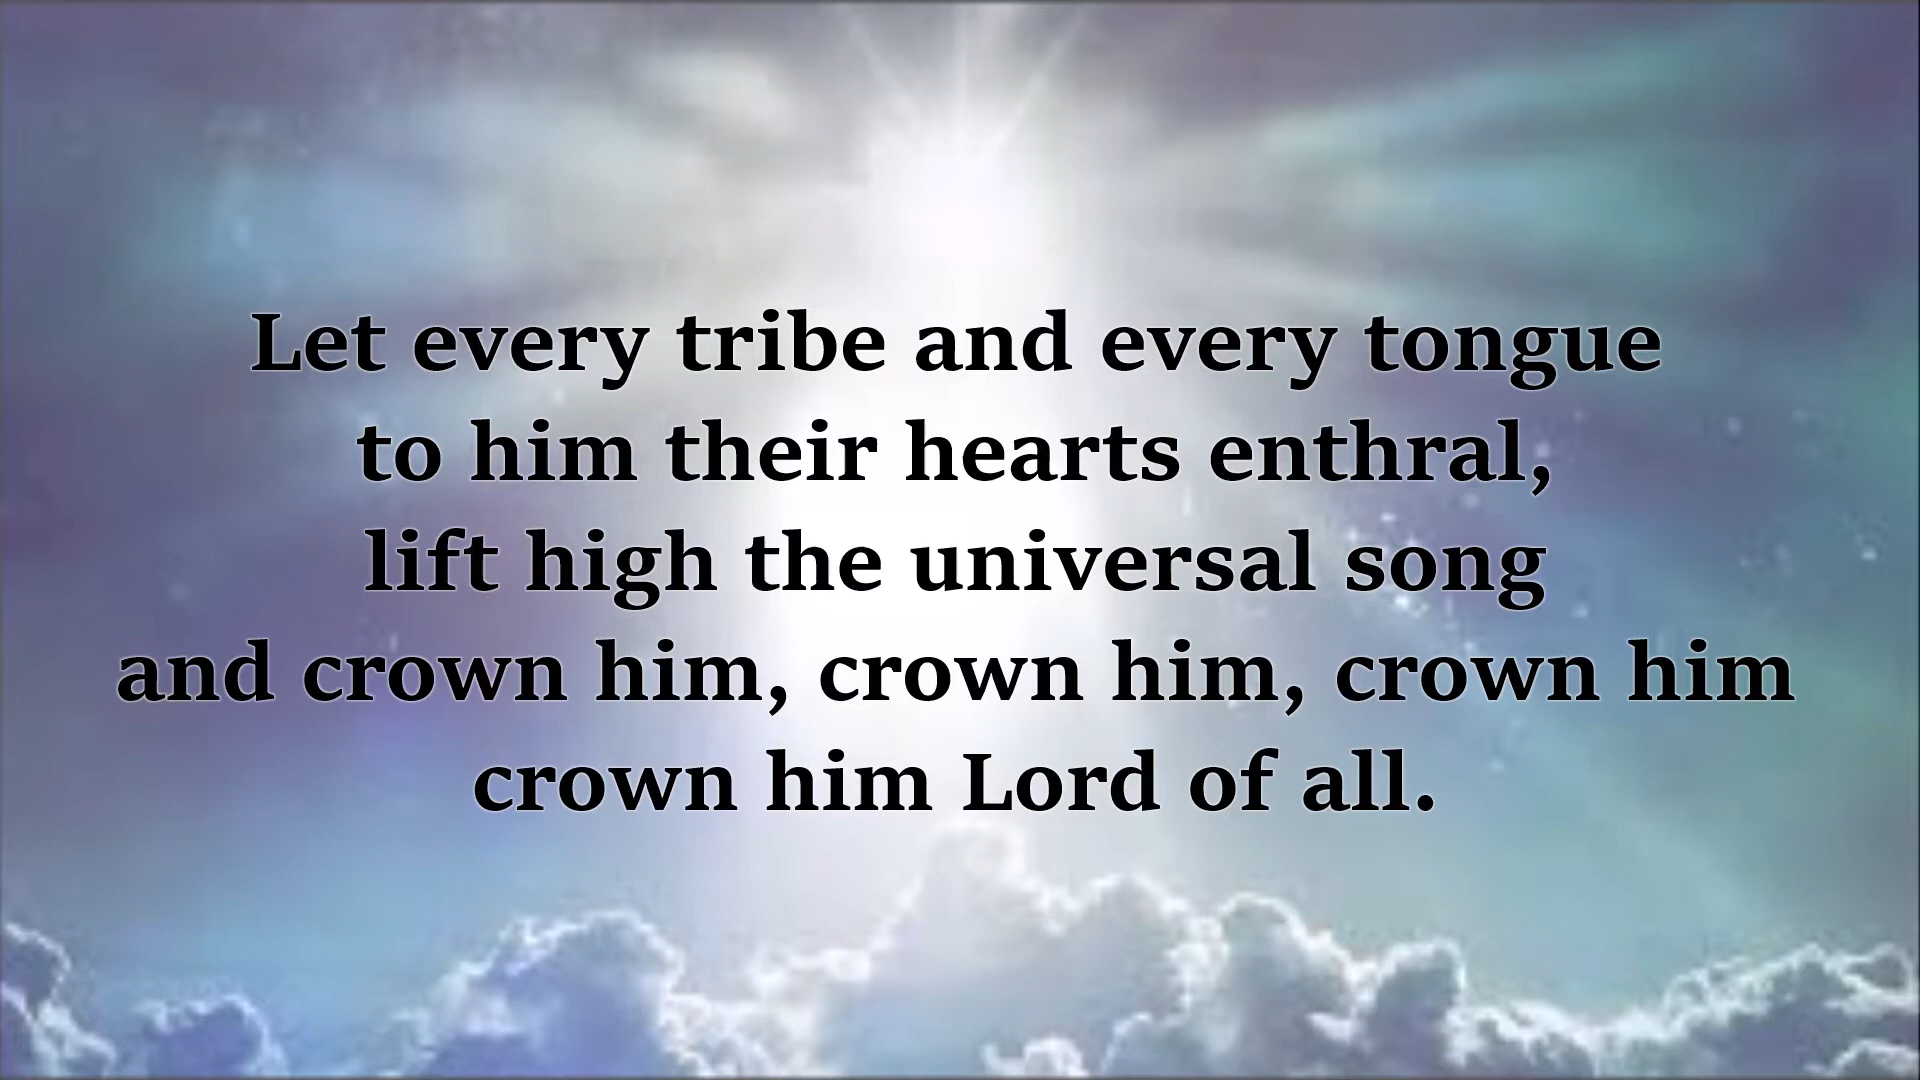 Let every tribe and every tongue
to him their hearts enthral,
lift high the universal song
and crown him, crown him, crown him
crown him Lord of all.